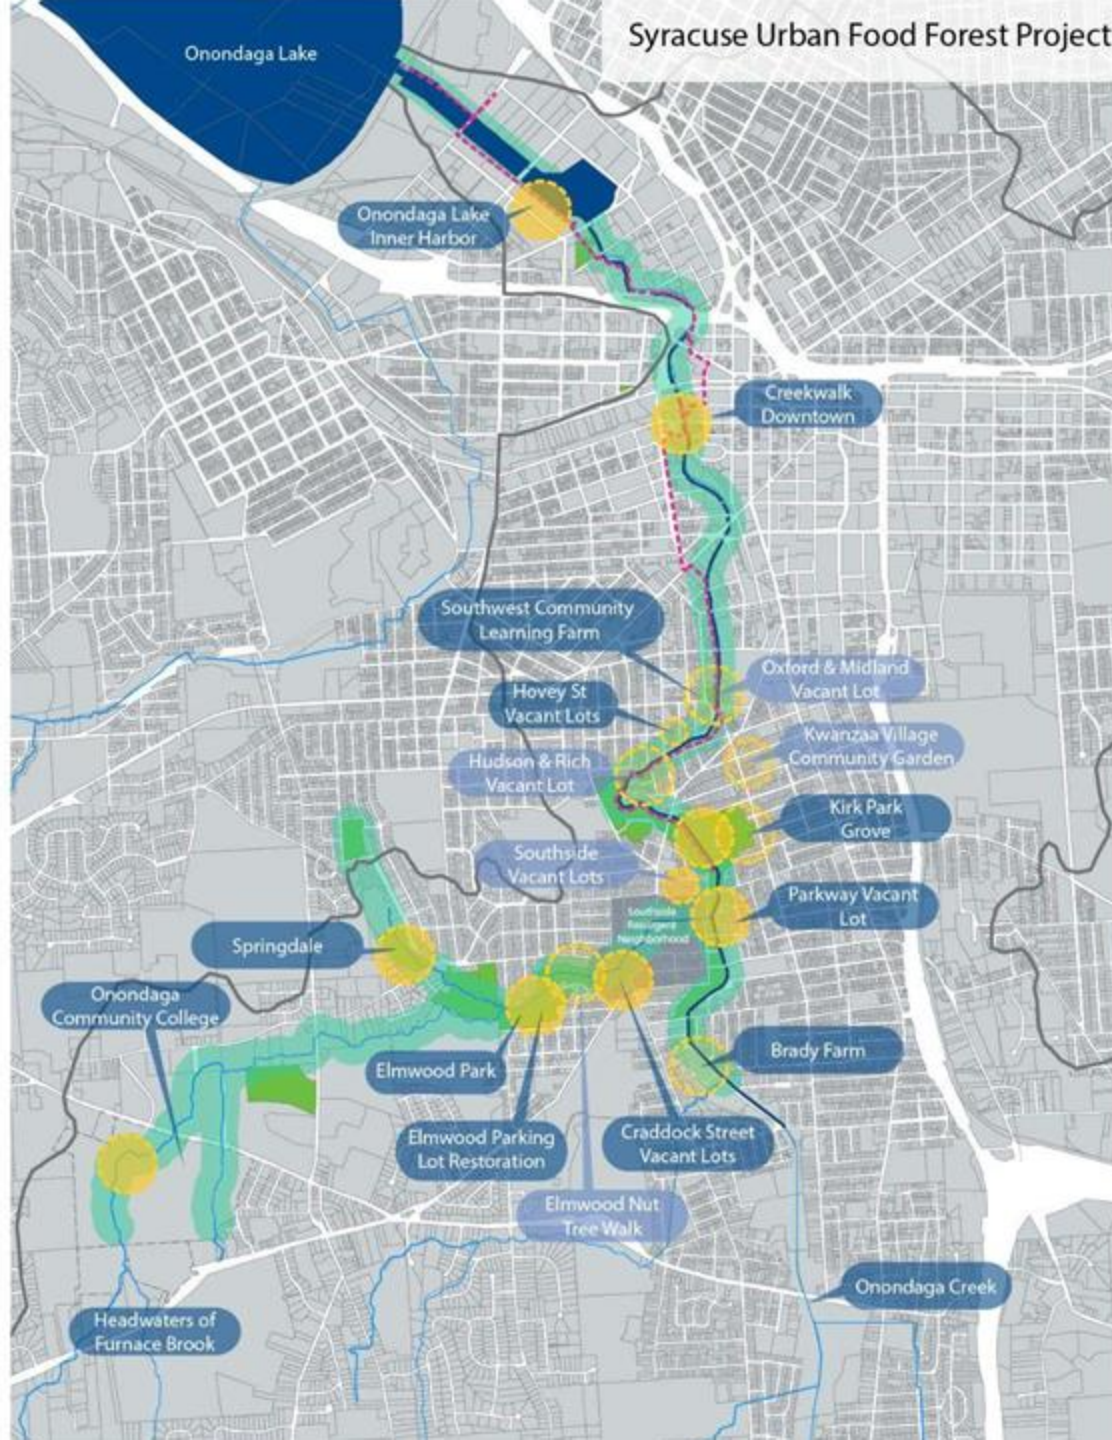 Syracuse Urban Food Forest Project
Onondaga Lake
Onondaga Lake
Inner Harbor
Creekwalk
Downtown
Southwest Community
Learning Farm
Oxford & Midland
Vacant Lot
Hovey St
Vacant Lots
Kwanzaa Village
Community Garden
Hudson & Rich
Vacant Lot
Kirk Park
Grove
Southside
Vacant Lots
Parkway Vacant
Lot
Southside
Resurgent
Neighborhood
Springdale
Onondaga
Community College
Brady Farm
Elmwood Park
Elmwood Parking
Lot Restoration
Craddock Street
Vacant Lots
Elmwood Nut
Tree Walk
Onondaga Creek
Headwaters of
Furnace Brook